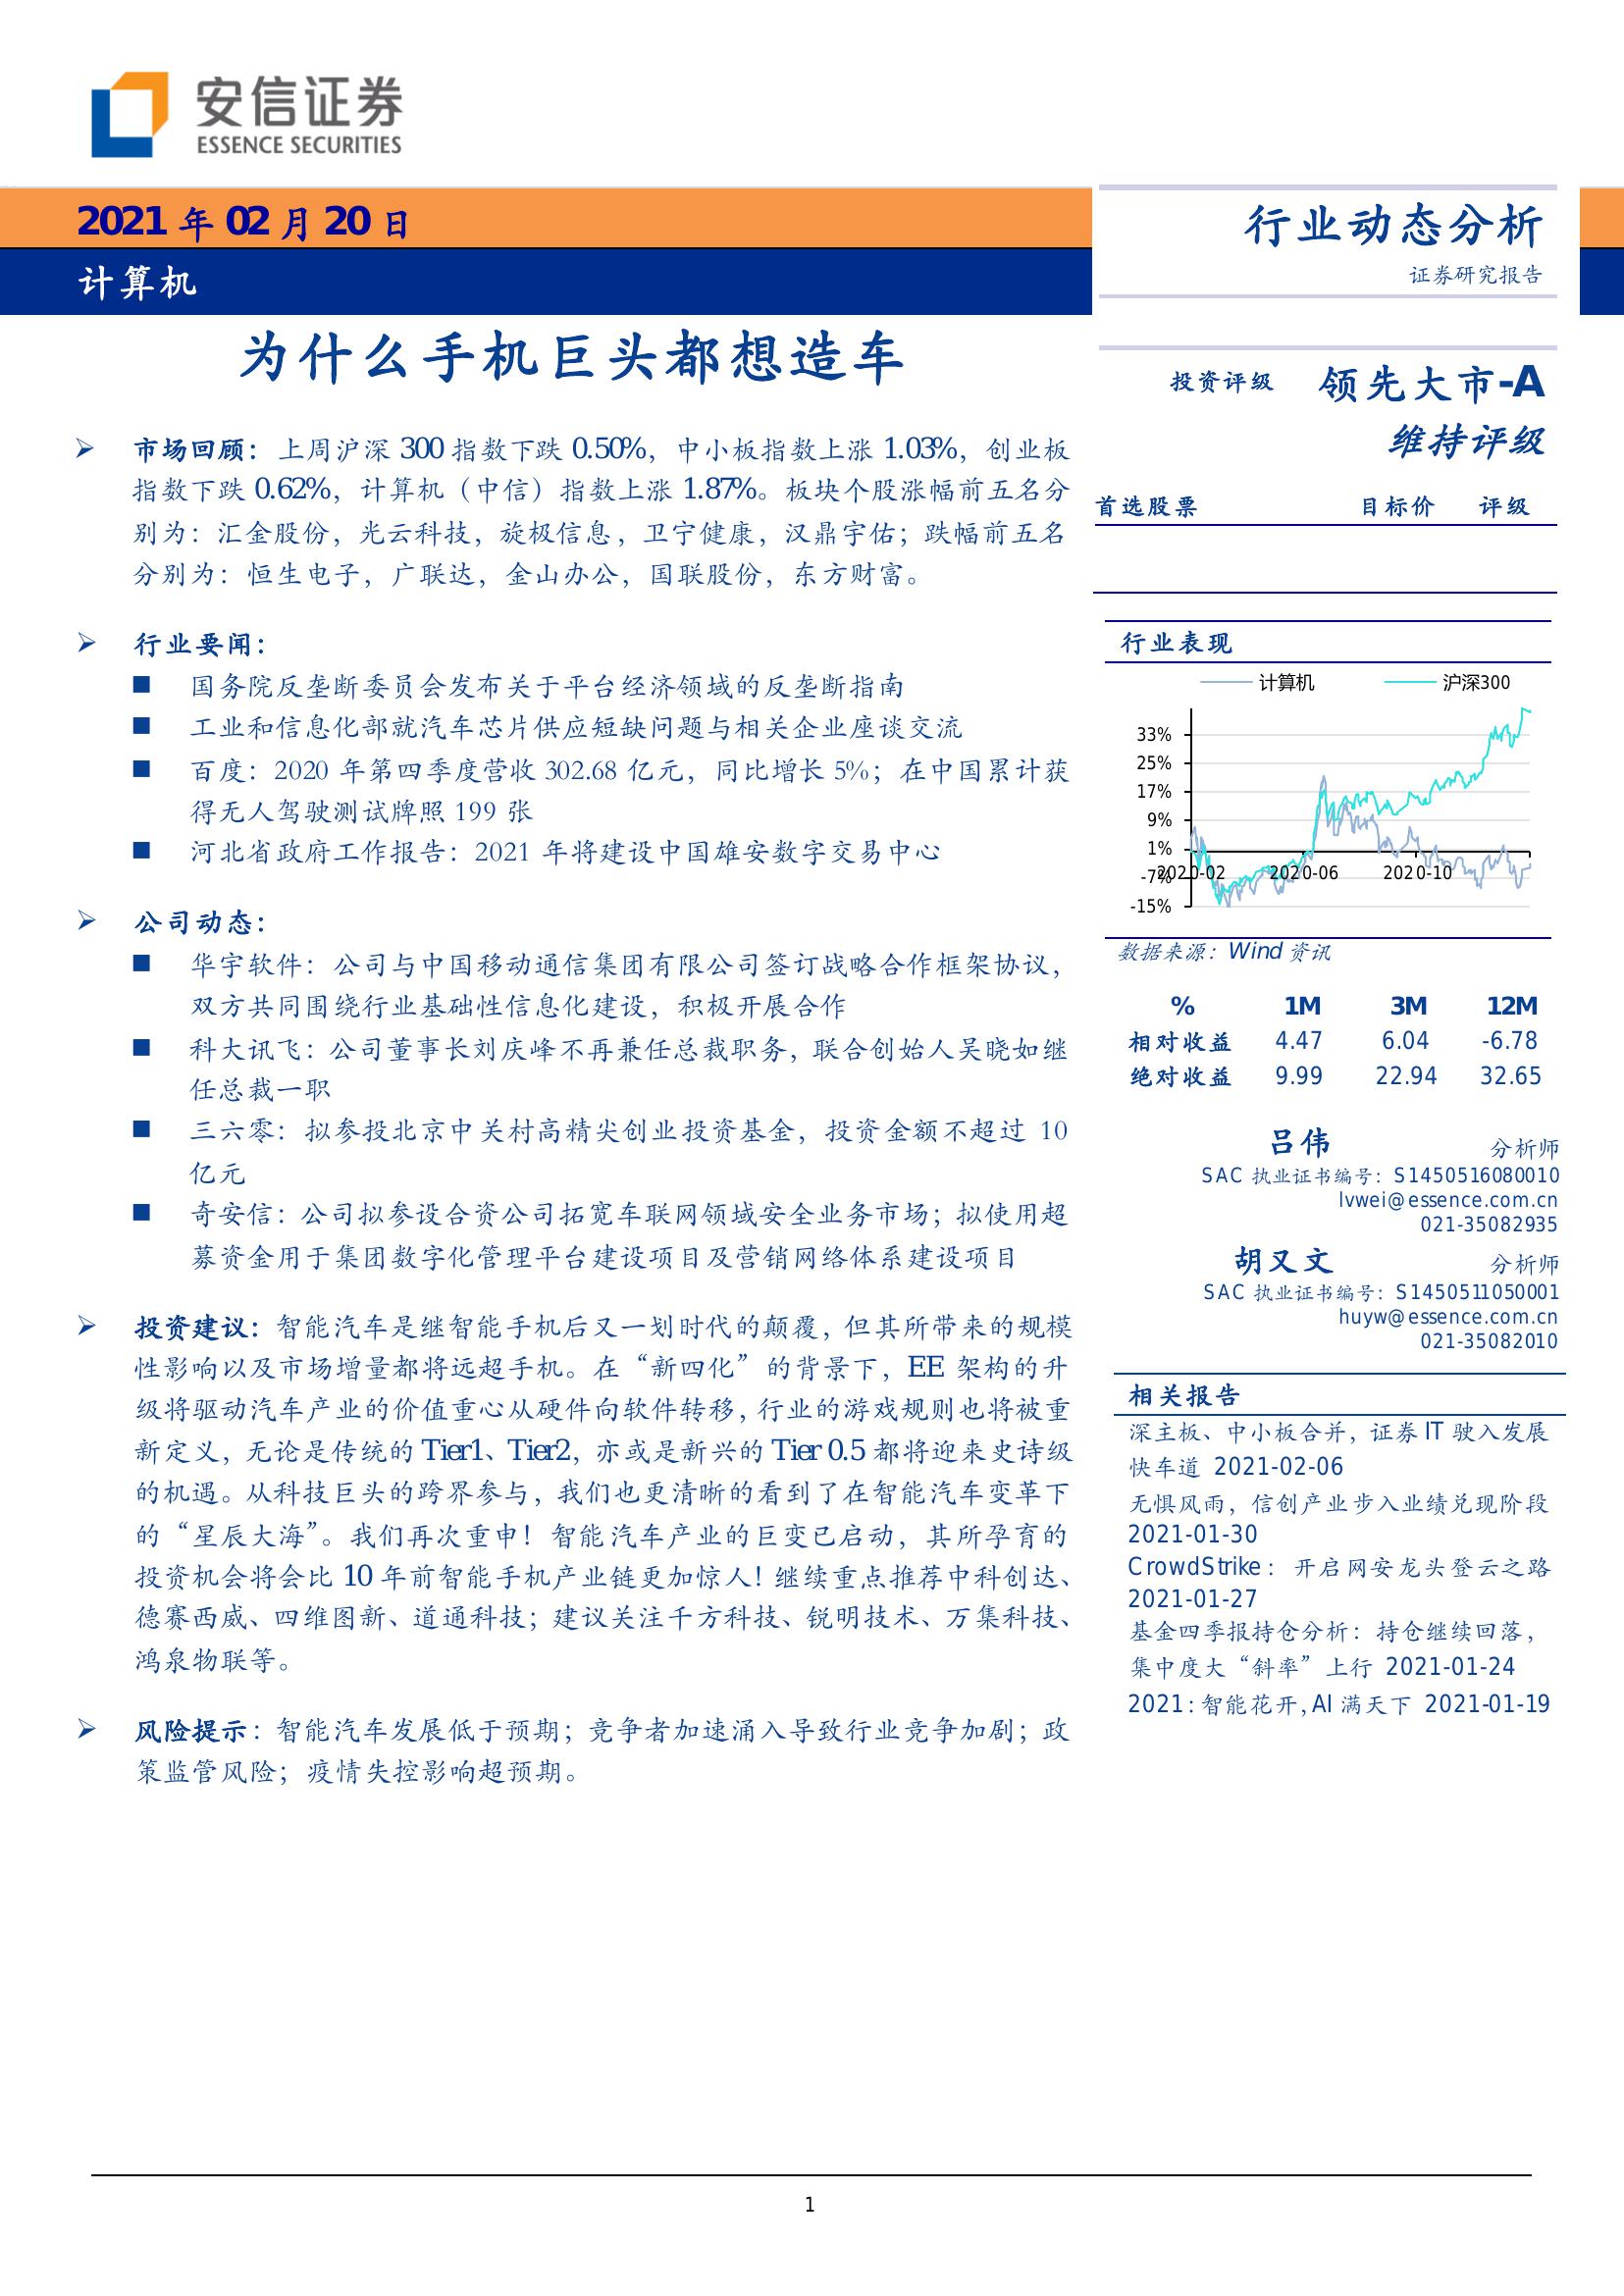 安信证券
ESSENCE SECURITIES
2021 年 02 月 20 日
计算机
行业动态分析
证券研究报告
为什么手机巨头都想造车
市场回顾：上周沪深 300 指数下跌 0.50%，中小板指数上涨 1.03%，创业板
指数下跌 0.62%，计算机（中信）指数上涨 1.87%。板块个股涨幅前五名分
别为：汇金股份，光云科技，旋极信息，卫宁健康，汉鼎宇佑；跌幅前五名
分别为：恒生电子，广联达，金山办公，国联股份，东方财富。
行业要闻：
国务院反垄断委员会发布关于平台经济领域的反垄断指南
工业和信息化部就汽车芯片供应短缺问题与相关企业座谈交流
百度：2020 年第四季度营收 302.68 亿元，同比增长 5%；在中国累计获
得无人驾驶测试牌照 199 张
河北省政府工作报告：2021 年将建设中国雄安数字交易中心
公司动态：
华宇软件：公司与中国移动通信集团有限公司签订战略合作框架协议，
双方共同围绕行业基础性信息化建设，积极开展合作
科大讯飞：公司董事长刘庆峰不再兼任总裁职务，联合创始人吴晓如继
任总裁一职
三六零：拟参投北京中关村高精尖创业投资基金，投资金额不超过 10
亿元
奇安信：公司拟参设合资公司拓宽车联网领域安全业务市场；拟使用超
募资金用于集团数字化管理平台建设项目及营销网络体系建设项目
投资建议：智能汽车是继智能手机后又一划时代的颠覆，但其所带来的规模
性影响以及市场增量都将远超手机。在“新四化”的背景下，EE 架构的升
级将驱动汽车产业的价值重心从硬件向软件转移，行业的游戏规则也将被重
新定义，无论是传统的 Tier1、Tier2，亦或是新兴的 Tier 0.5 都将迎来史诗级
的机遇。从科技巨头的跨界参与，我们也更清晰的看到了在智能汽车变革下
的“星辰大海”。我们再次重申！智能汽车产业的巨变已启动，其所孕育的
投资机会将会比 10 年前智能手机产业链更加惊人！继续重点推荐中科创达、
德赛西威、四维图新、道通科技；建议关注千方科技、锐明技术、万集科技、
鸿泉物联等。
风险提示：智能汽车发展低于预期；竞争者加速涌入导致行业竞争加剧；政
策监管风险；疫情失控影响超预期。
投资评级 领先大市-A
维持评级
首选股票 目标价 评级
行业表现
计算机 沪深300
33%
25%
17%
9%
1%
-7%
-15%
2020-02 2020-06 2020-10
数据来源：Wind 资讯
% 1M 3M 12M
相对收益 4.47 6.04 -6.78
绝对收益 9.99 22.94 32.65
吕伟 分析师
SAC 执业证书编号：S1450516080010
lvwei@essence.com.cn
021-35082935
胡又文 分析师
SAC 执业证书编号：S1450511050001
huyw@essence.com.cn
021-35082010
相关报告
深主板、中小板合并，证券 IT 驶入发展
快车道 2021-02-06
无惧风雨，信创产业步入业绩兑现阶段
2021-01-30
CrowdStrike：开启网安龙头登云之路
2021-01-27
基金四季报持仓分析：持仓继续回落，
集中度大“斜率”上行 2021-01-24
2021：智能花开，AI 满天下 2021-01-19
1